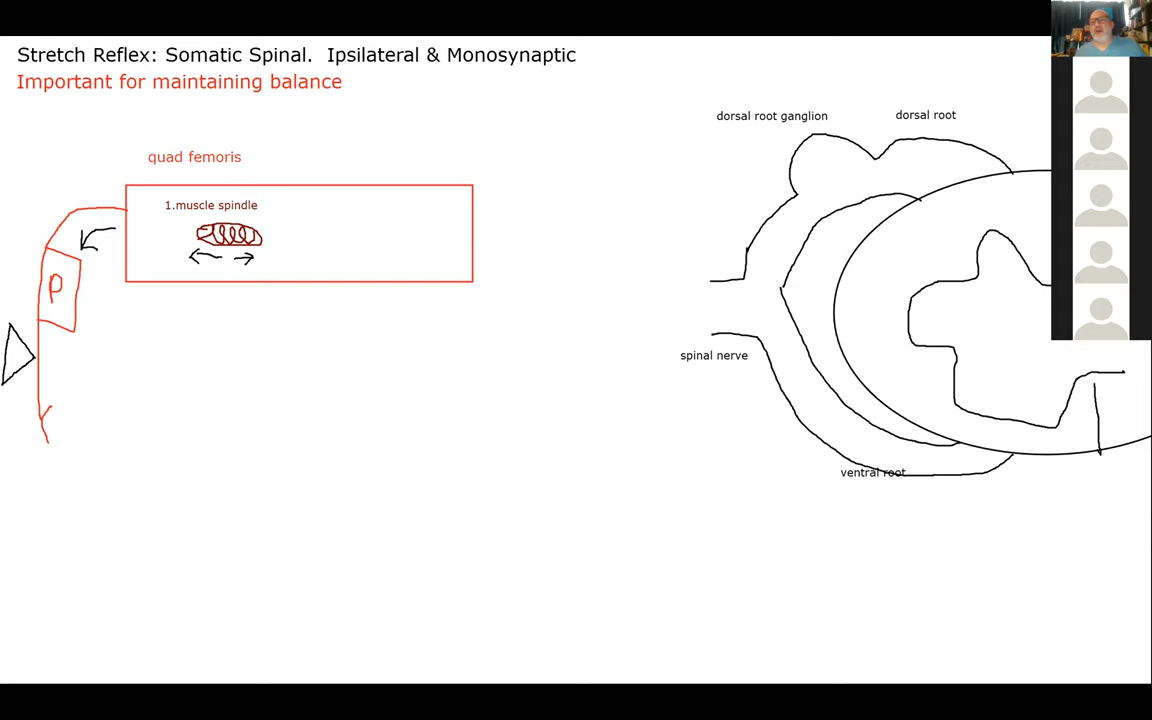 Stretch Reflex: Somatic Spinal.  Ipsilateral & Monosynaptic
Important for maintaining balance
dorsal root ganglion
dorsal root
quad femoris
1.muscle spindle
P
spinal nerve
ventral root